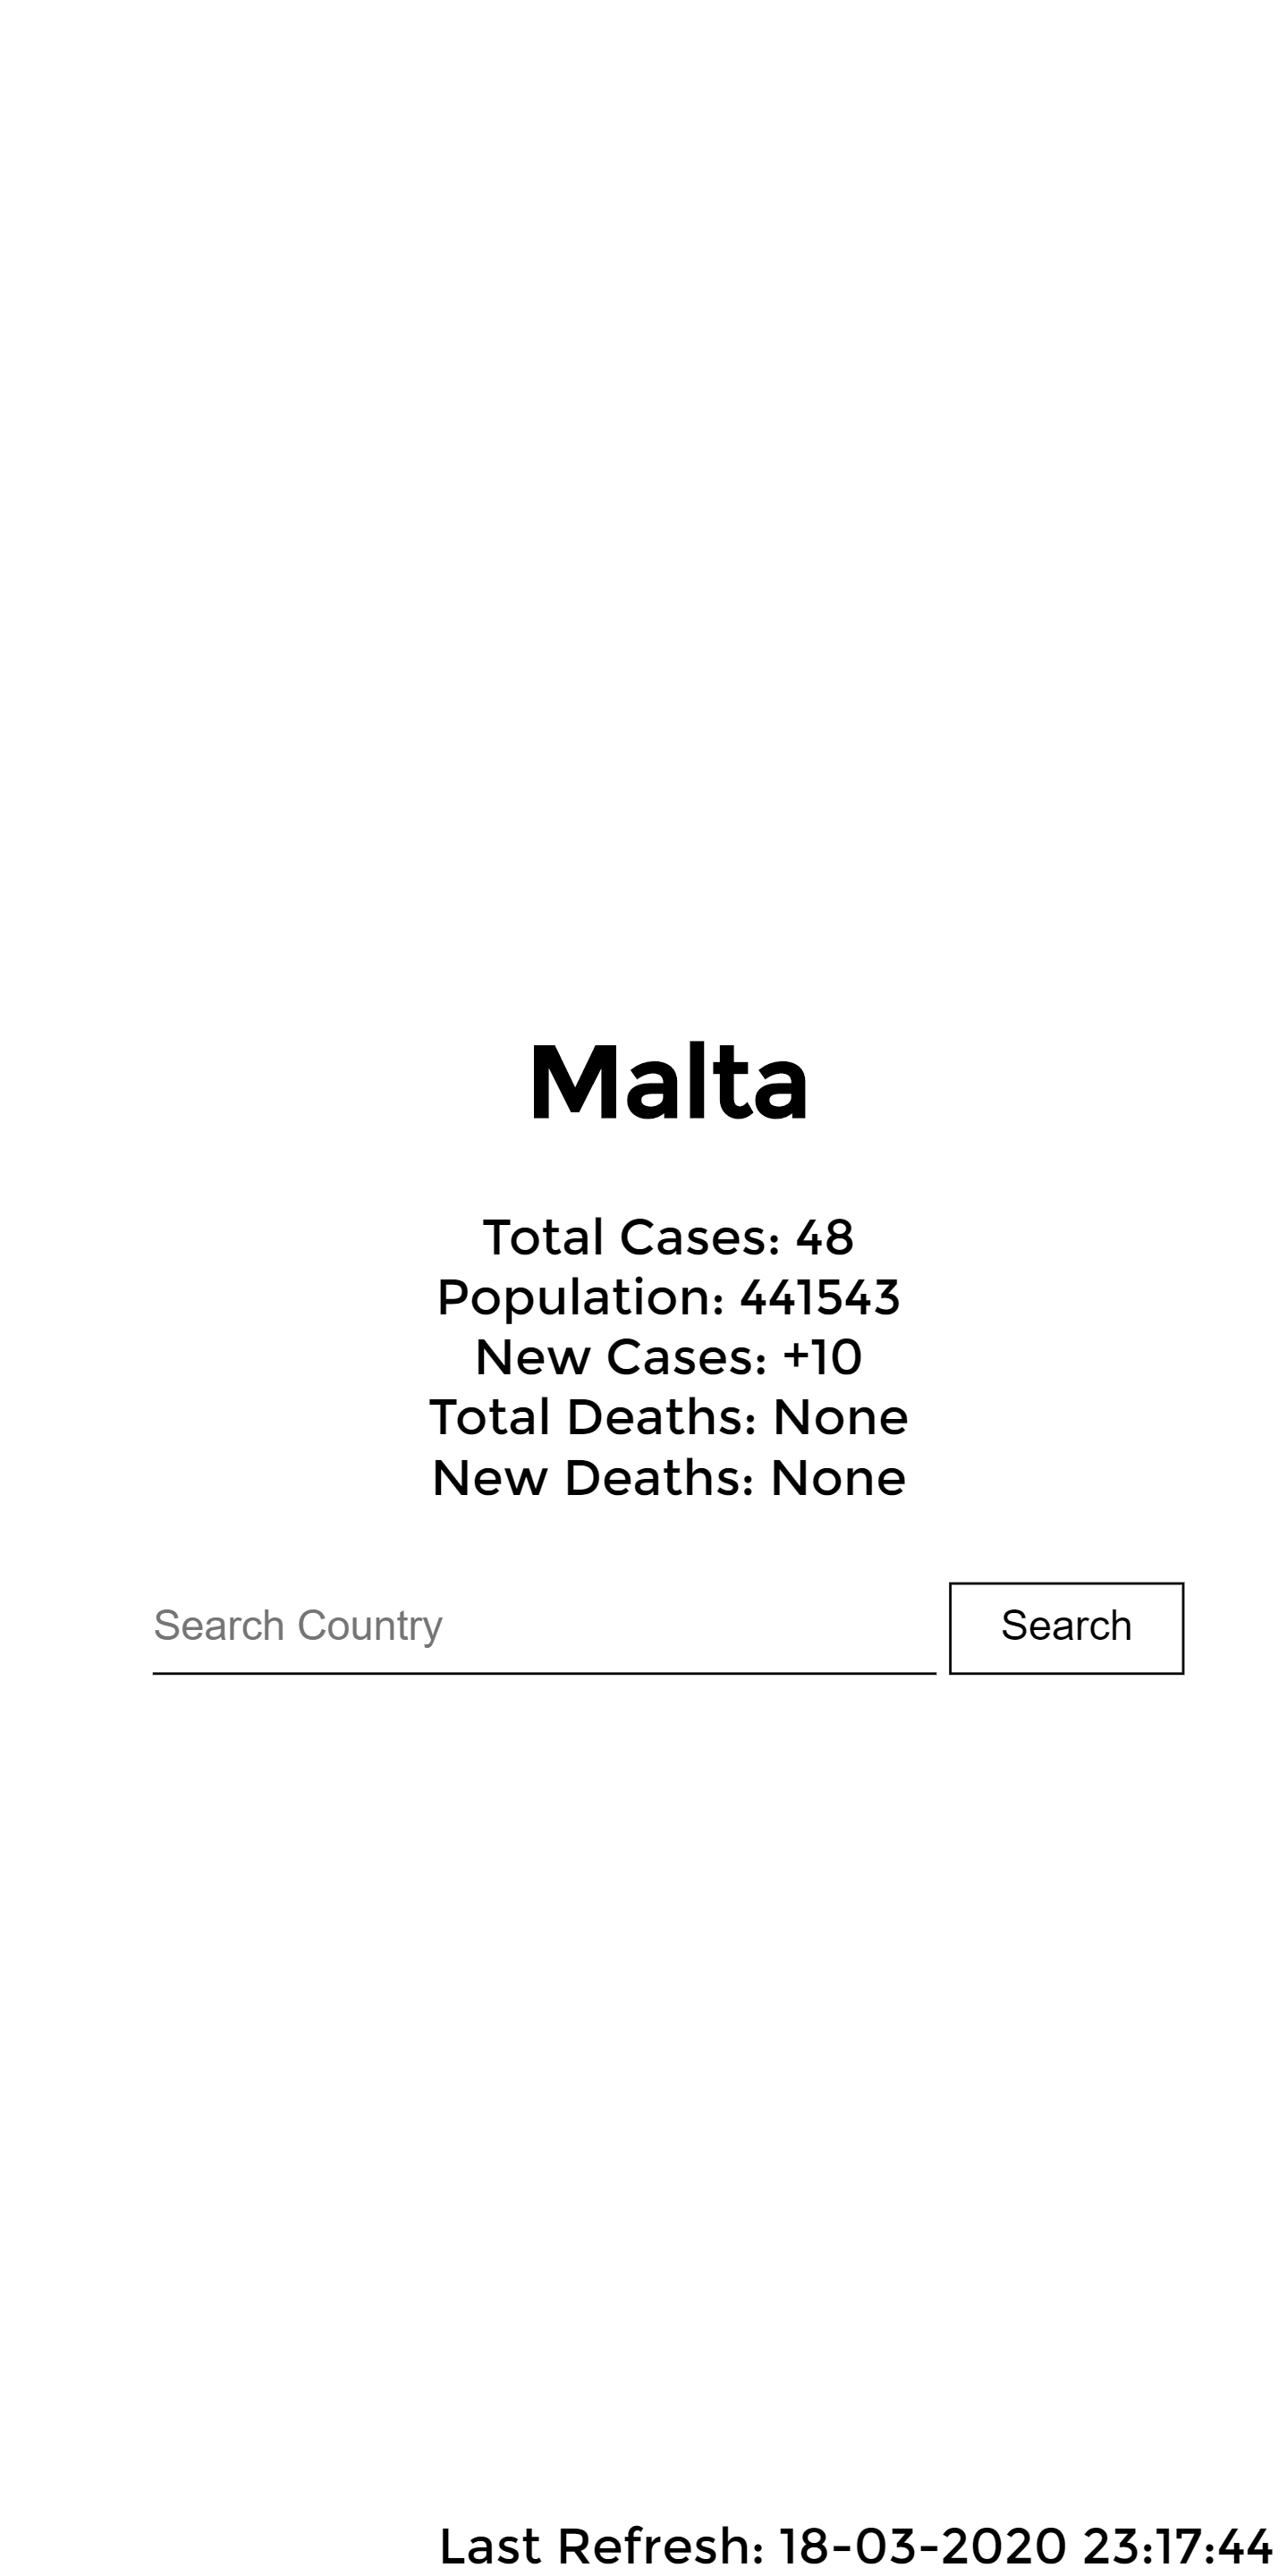 Malta
Total Cases: 48
Population: 441543
New Cases: +10
Total Deaths: None
New Deaths: None
Search Country
Search
Last Refresh: 18-03-2020 23:17:44